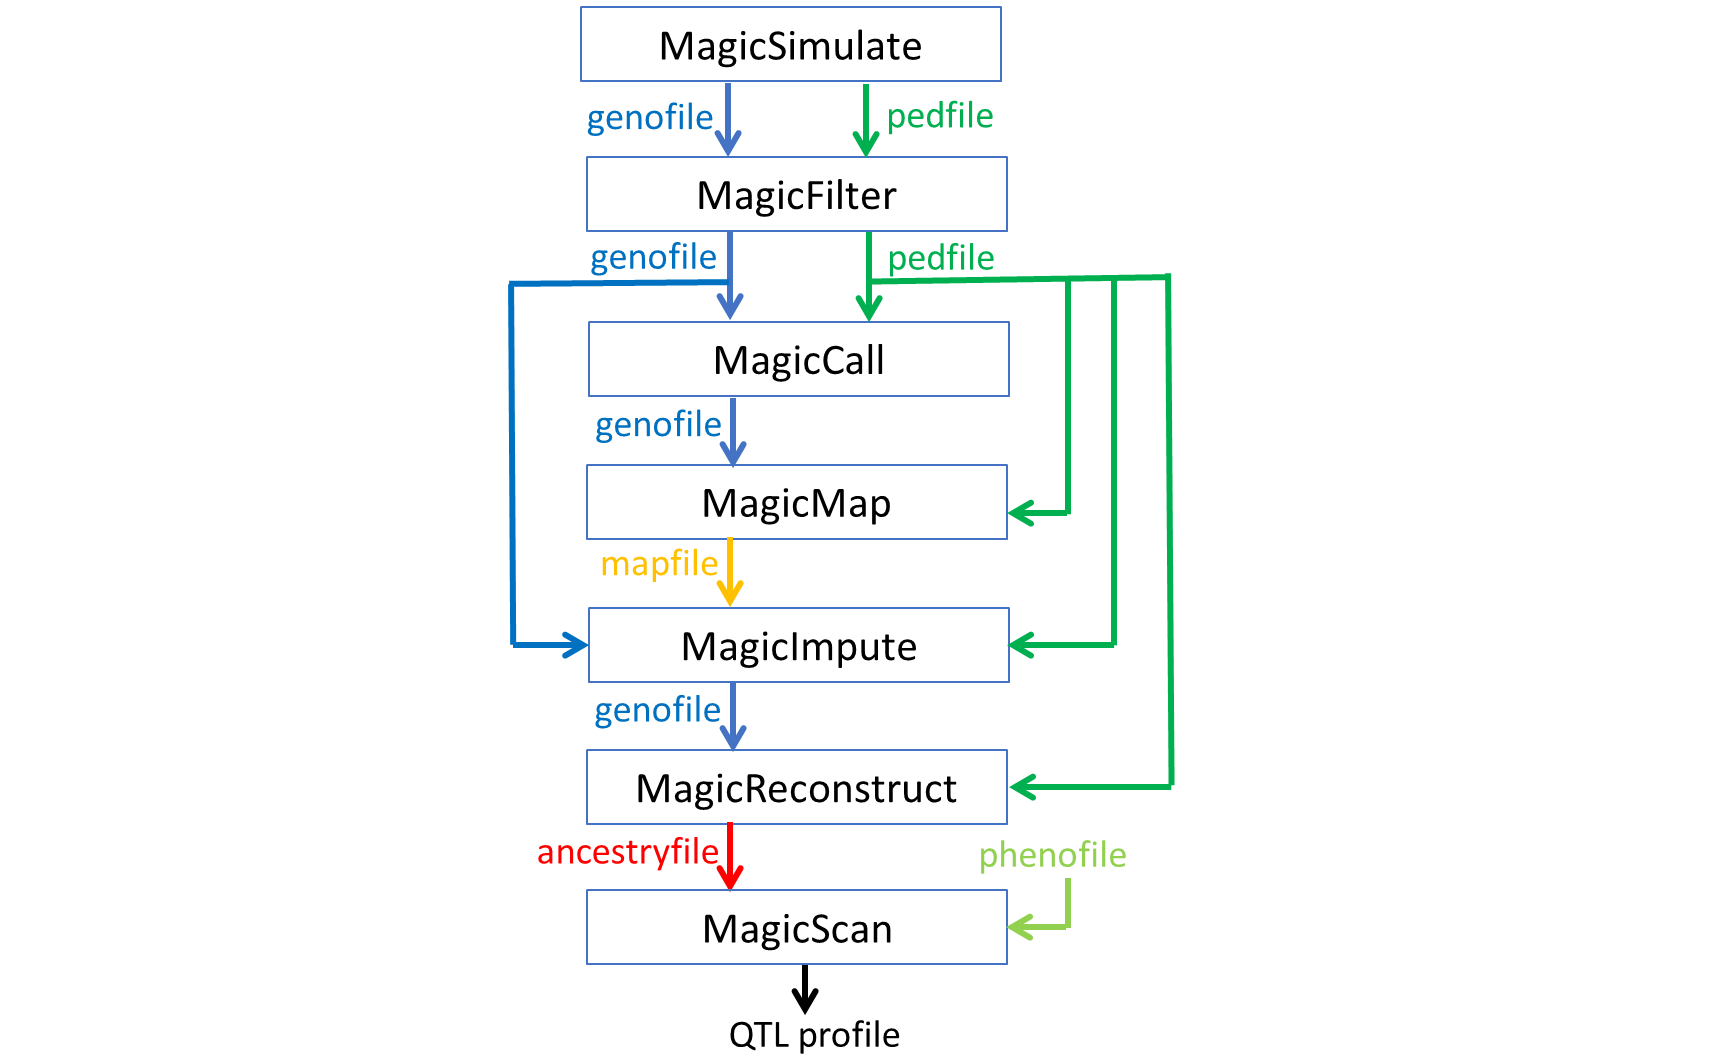 MagicSimulate
genofile
pedfile
MagicFilter
genofile
pedfile
MagicCall
genofile
MagicMap
mapfile
MagicImpute
genofile
MagicReconstruct
ancestryfile
phenofile
MagicScan
QTL profile